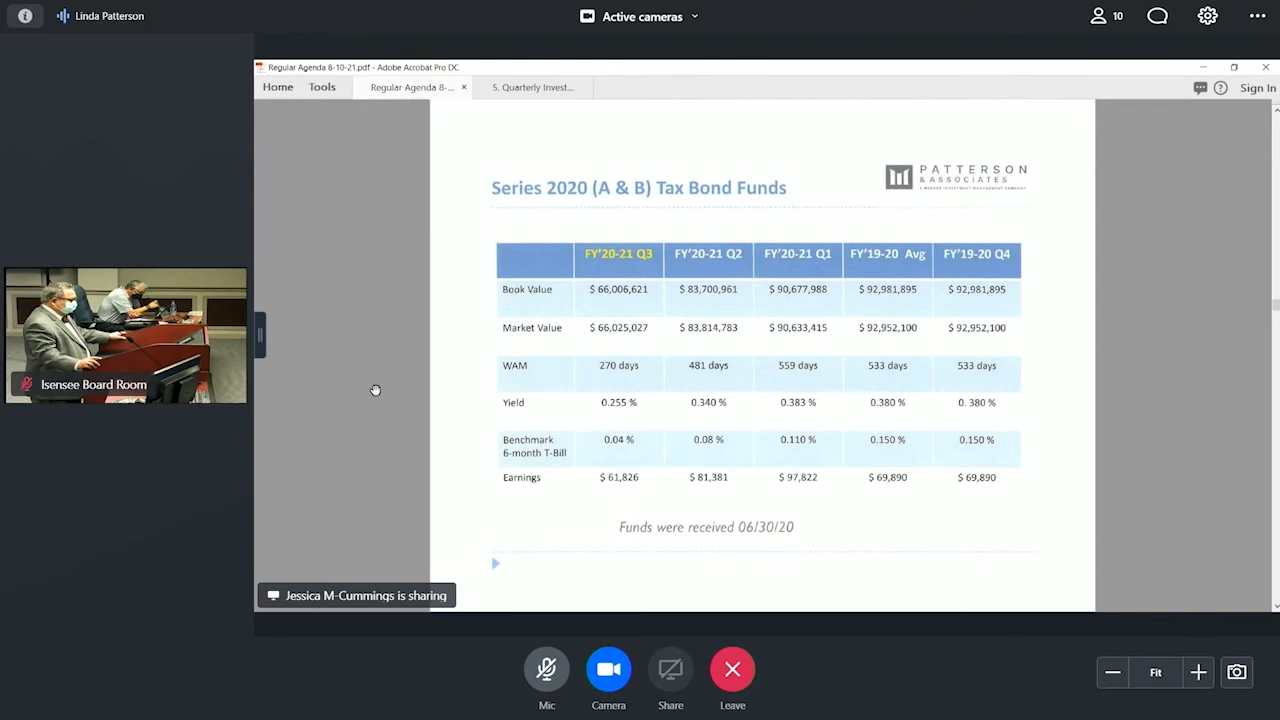 Linda Patterson
Active cameras
10
Regular Agenda 8-10-21.pdf - Adobe Acrobat Pro DC
Home Tools Regular Agenda 8-... × 5. Quarterly Invest... Sign In
PATTERSON
& ASSOCIATES
Series 2020 (A & B) Tax Bond Funds
FY'20-21 Q3 FY'20-21 Q2 FY'20-21 Q1 FY'19-20 Avg FY'19-20 Q4
Book Value $ 66,006,621 $ 83,700,961 $ 90,677,988 $ 92,981,895 $ 92,981,895
Market Value $ 66,025,027 $ 83,814,783 $ 90,633,415 $ 92,952,100 $ 92,952,100
WAM 270 days 481 days 559 days 533 days 533 days
Yield 0.255 % 0.340 % 0.383 % 0.380 % 0. 380 %
Benchmark 0.04 % 0.08 % 0.110 % 0.150 % 0.150 %
6-month T-Bill
Earnings $ 61,826 $ 81,381 $ 97,822 $ 69,890 $ 69,890
Funds were received 06/30/20
Isensee Board Room
Jessica M-Cummings is sharing
Mic Camera Share Leave
Fit